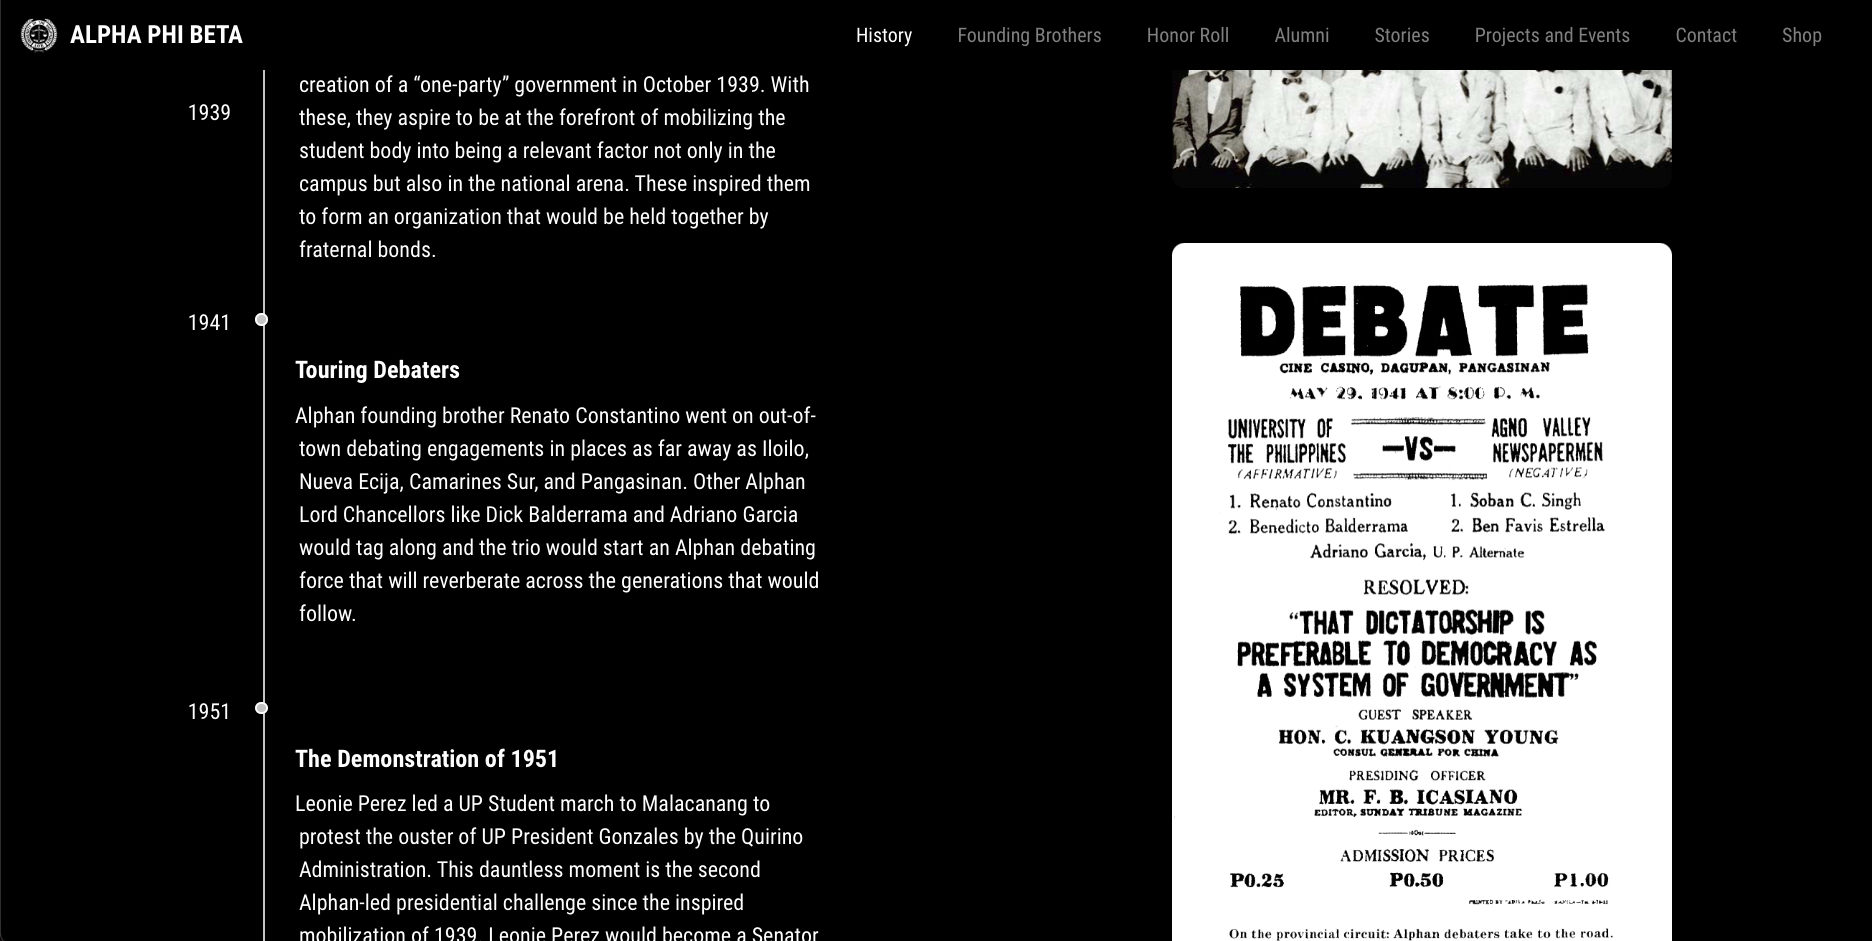 ALPHA PHI BETA
History
Founding Brothers
Honor Roll
Alumni
Stories
Projects and Events
Contact
Shop
creation of a “one-party” government in October 1939. With
1939
these, they aspire to be at the forefront of mobilizing the
student body into being a relevant factor not only in the
campus but also in the national arena. These inspired them
to form an organization that would be held together by
fraternal bonds.
1941
Touring Debaters
Alphan founding brother Renato Constantino went on out-of-
town debating engagements in places as far away as Iloilo,
Nueva Ecija, Camarines Sur, and Pangasinan. Other Alphan
Lord Chancellors like Dick Balderrama and Adriano Garcia
would tag along and the trio would start an Alphan debating
force that will reverberate across the generations that would
follow.
1951
The Demonstration of 1951
Leonie Perez led a UP Student march to Malacanang to
protest the ouster of UP President Gonzales by the Quirino
Administration. This dauntless moment is the second
Alphan-led presidential challenge since the inspired
mobilization of 1939. Leonie Perez would become a Senator
DEBATE
CINE CASINO, DAGUPAN, PANGASINAN
MAY 29, 1941 AT 8:00 P. M.
UNIVERSITY OF
THE PHILIPPINES
(AFFIRMATIVE)
—VS—
AGNO VALLEY
NEWSPAPERMEN
(NEGATIVE)
1. Renato Constantino
2. Benedicto Balderrama
1. Soban C. Singh
2. Ben Favis Estrella
Adriano Garcia, U. P. Alternate
RESOLVED:
“THAT DICTATORSHIP IS
PREFERABLE TO DEMOCRACY AS
A SYSTEM OF GOVERNMENT”
GUEST SPEAKER
HON. C. KUANGSON YOUNG
CONSUL GENERAL FOR CHINA
PRESIDING OFFICER
MR. F. B. ICASIANO
EDITOR, SUNDAY TRIBUNE MAGAZINE
ADMISSION PRICES
P0.25 P0.50 P1.00
PRINTED BY
On the provincial circuit: Alphan debaters take to the road.